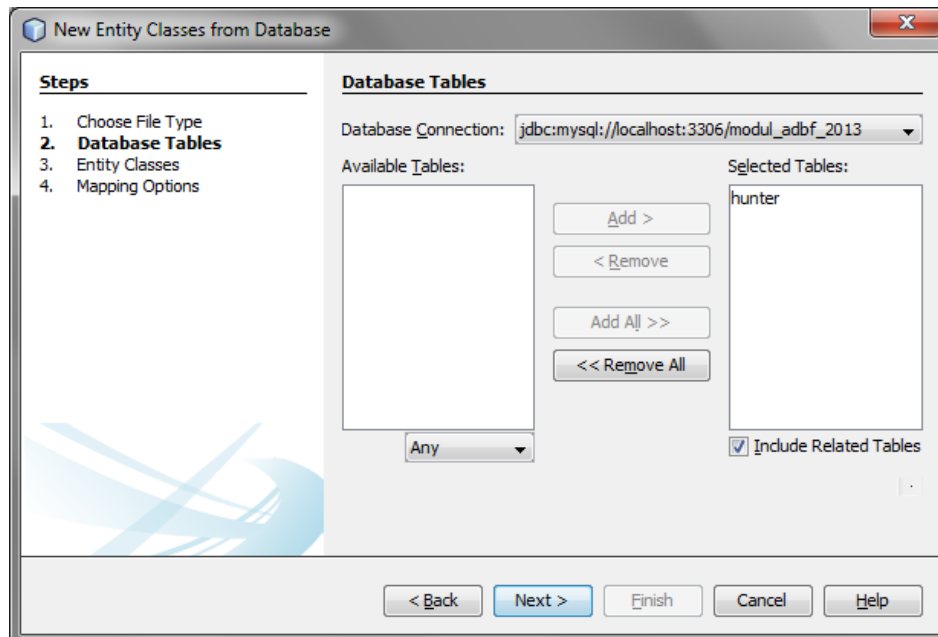 New Entity Classes from Database
Steps
1. Choose File Type
2. Database Tables
3. Entity Classes
4. Mapping Options
Database Tables
Database Connection: jdbc:mysql://localhost:3306/modul_adbf_2013
Available Tables:
Selected Tables:
hunter
Add >
< Remove
Add All >>
<< Remove All
Any
Include Related Tables
< Back Next > Finish Cancel Help